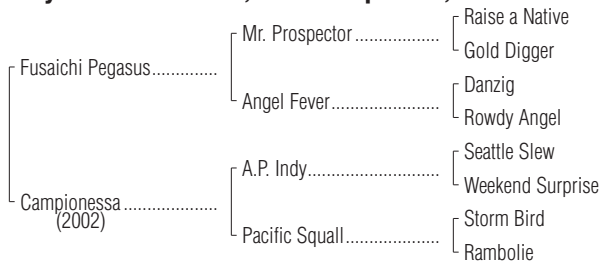 Raise a Native
Mr. Prospector ..................
Gold Digger
Fusaichi Pegasus.............
Danzig
Angel Fever.......................
Rowdy Angel
Seattle Slew
A.P. Indy............................
Weekend Surprise
Campionessa ...................
(2002)
Storm Bird
Pacific Squall....................
Rambolie